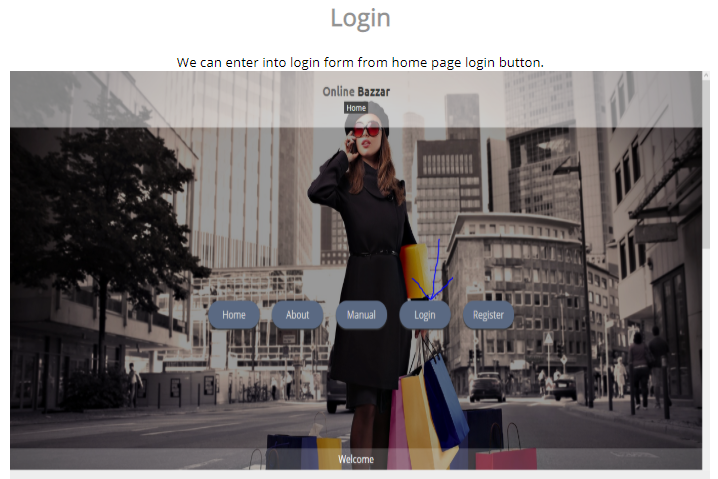 Login
We can enter into login form from home page login button.
Online Bazzar
Home
Home About Manual Login Register
Welcome